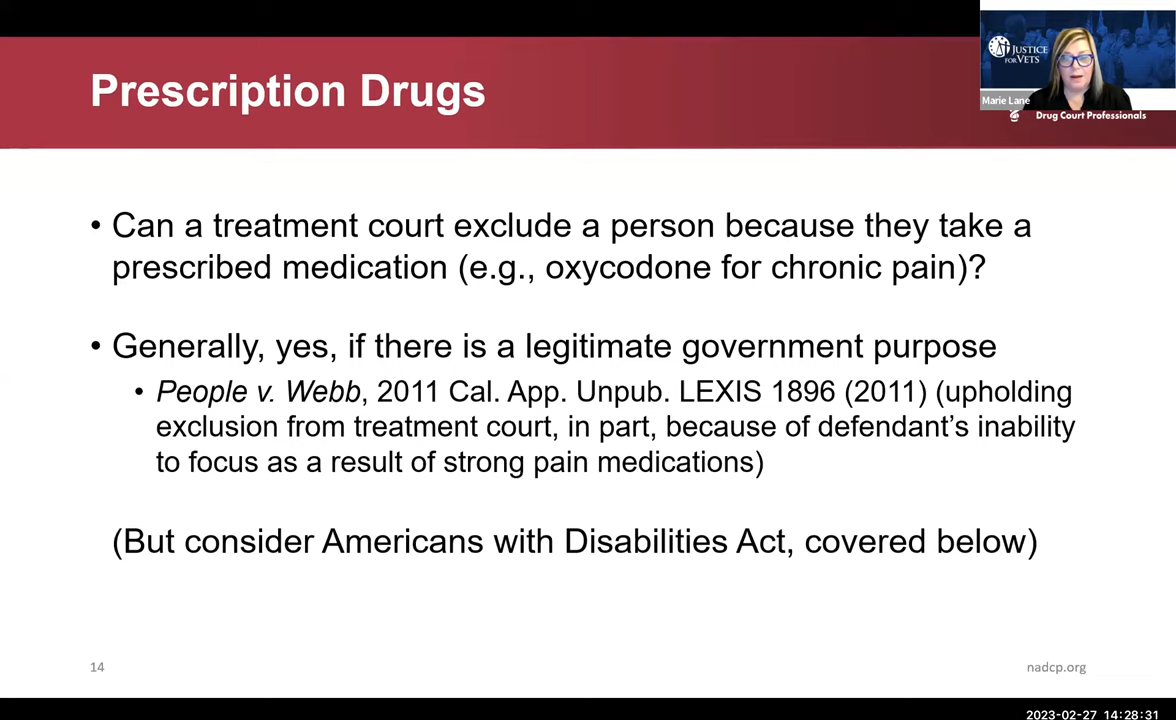 JUSTICE
FOR VETS
Marie Lane
Drug Court Professionals
Prescription Drugs
• Can a treatment court exclude a person because they take a
prescribed medication (e.g., oxycodone for chronic pain)?
• Generally, yes, if there is a legitimate government purpose
• People v. Webb, 2011 Cal. App. Unpub. LEXIS 1896 (2011) (upholding
exclusion from treatment court, in part, because of defendant’s inability
to focus as a result of strong pain medications)
(But consider Americans with Disabilities Act, covered below)
14
nadcp.org
2023-02-27 14:28:31